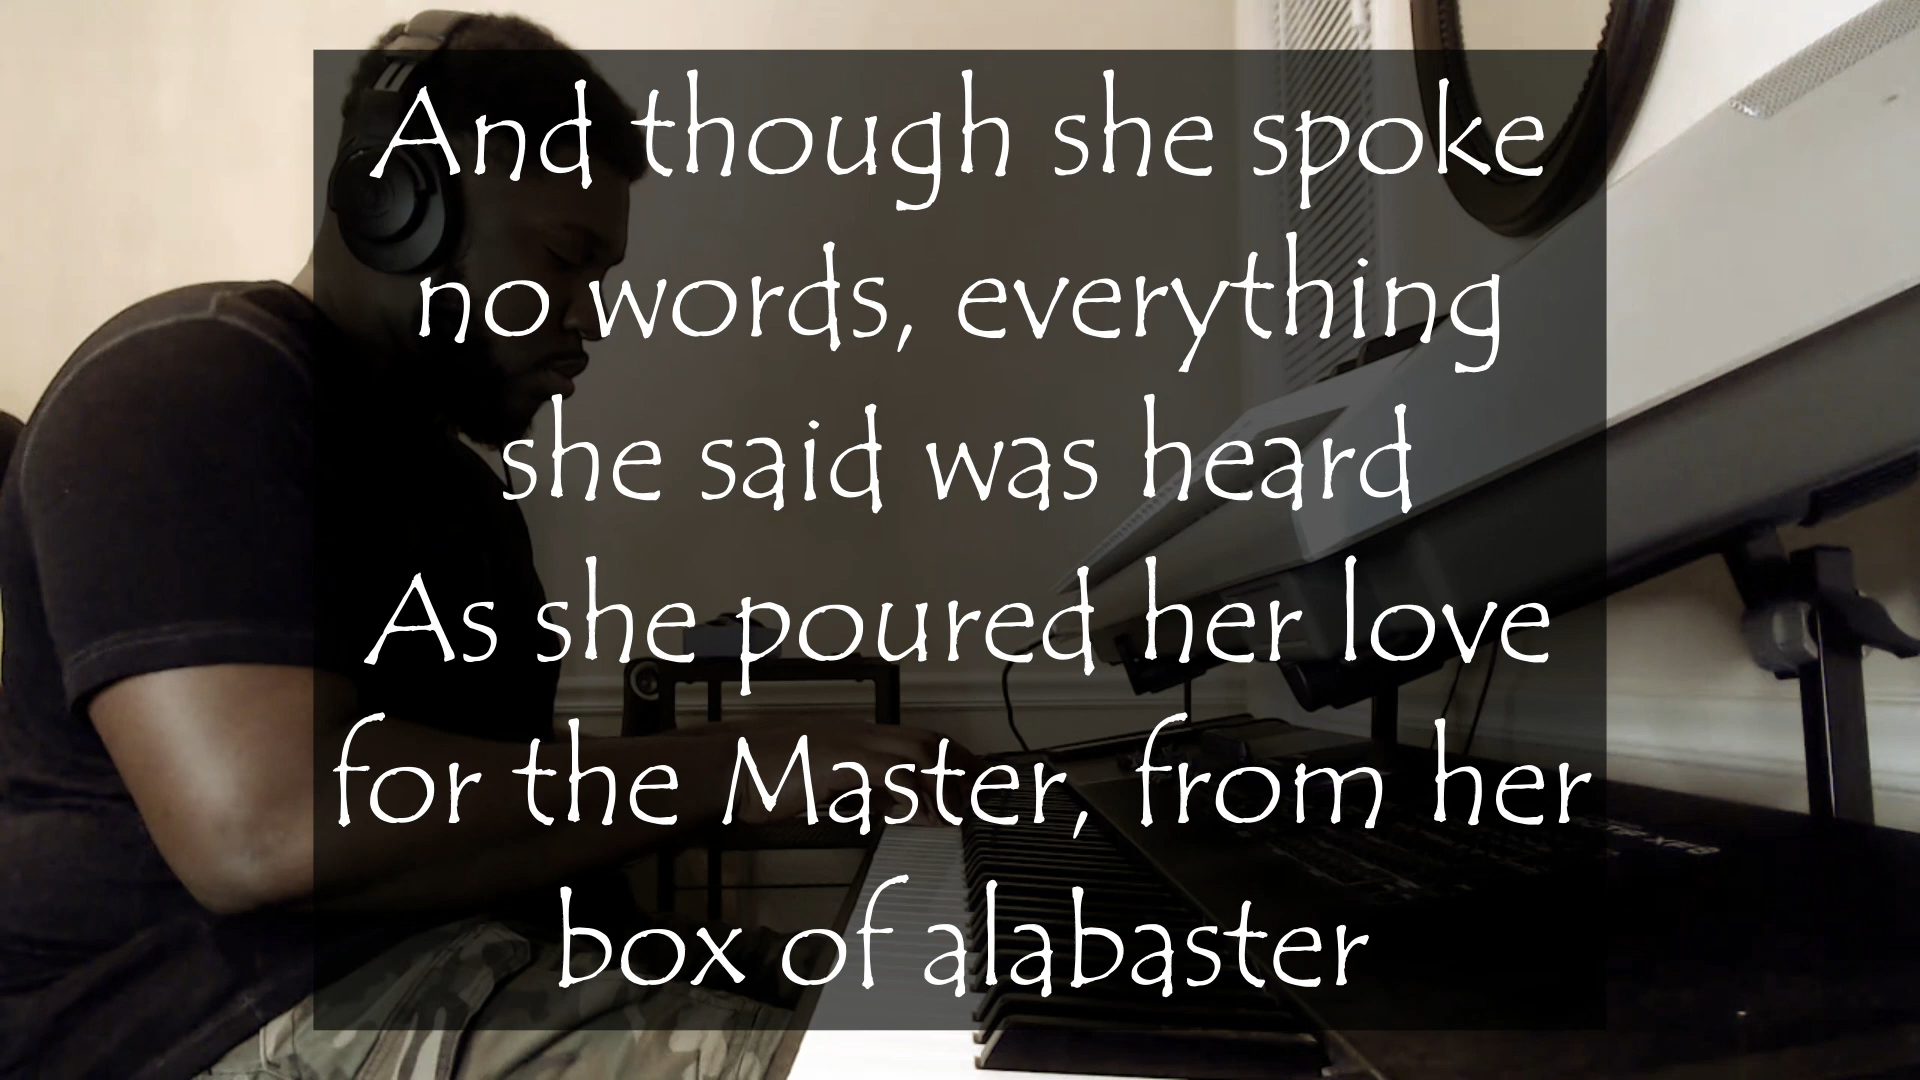 And though she spoke
no words, everything
she said was heard
As she poured her love
for the Master, from her
box of alabaster